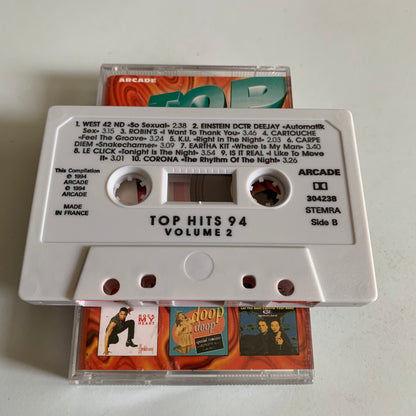 ARCADE
TOP
1. WEST 42 ND «So Sexual» 2.38 2. EINSTEIN DCTR DEEJAY «Automatik
Sex» 3.15 3. ROBIN'S «I Want to Thank You» 3.46 4. CARTOUCHE
«Feel The Groove» 3.24 5. K.U. «Right In The Night» 2.03 6. CARPE
DIEM «Snakecharmer» 3.09 7. EARTHA KIT «Where is My Man» 3.40
8. LE CLICK «Tonight Is The Night» 3.54 9. IS IT REAL «I Like To Move
It» 3.01 10. CORONA «The Rhythm Of The Night» 3.26
This Compilation
℗ 1994
ARCADE
© 1994
ARCADE
MADE
IN FRANCE
ARCADE
304238
STEMRA
Side B
TOP HITS 94
VOLUME 2
ROCK
MY
HEART
Haddaway
doop
doop